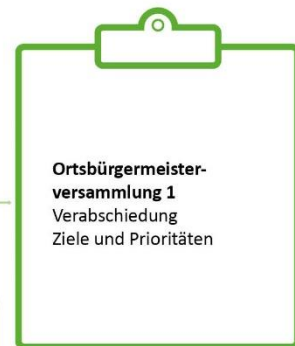 Ortsbürgermeister-
versammlung 1
Verabschiedung
Ziele und Prioritäten